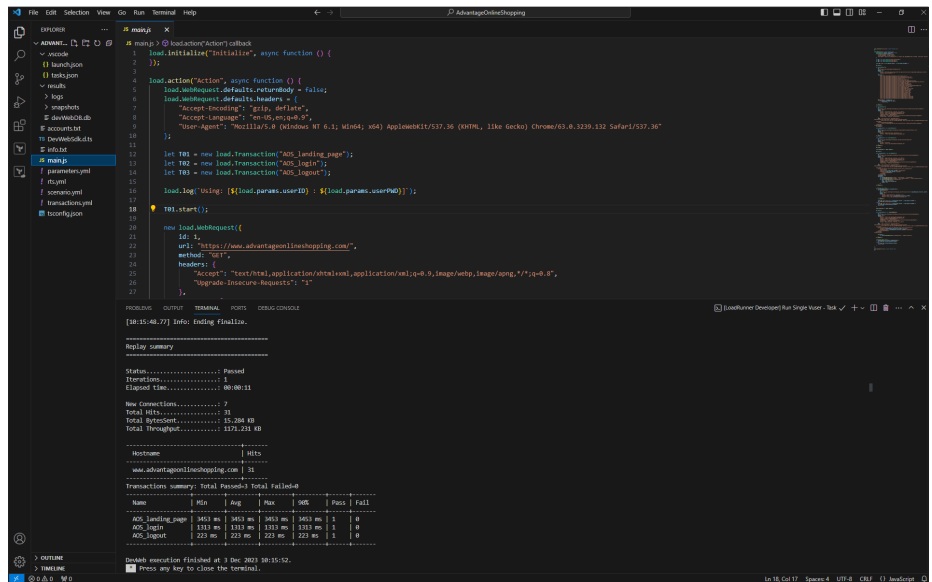 File Edit Selection View Go Run Terminal Help
AdvantageOnlineShopping
EXPLORER
ADVANT...
.vscode
launch.json
tasks.json
results
logs
snapshots
devWebDB.db
accounts.txt
DevWebSdk.d.ts
info.txt
main.js
parameters.yml
rts.yml
scenario.yml
transactions.yml
tsconfig.json
OUTLINE
TIMELINE
main.js
main.js > load.action("Action") callback
1 load.initialize("Initialize", async function () {
2 });
3
4 load.action("Action", async function () {
5 load.WebRequest.defaults.returnBody = false;
6 load.WebRequest.defaults.headers = {
7 "Accept-Encoding": "gzip, deflate",
8 "Accept-Language": "en-US,en;q=0.9",
9 "User-Agent": "Mozilla/5.0 (Windows NT 6.1; Win64; x64) AppleWebKit/537.36 (KHTML, like Gecko) Chrome/63.0.3239.132 Safari/537.36"
10 };
11
12 let T01 = new load.Transaction("AOS_landing_page");
13 let T02 = new load.Transaction("AOS_login");
14 let T03 = new load.Transaction("AOS_logout");
15
16 load.log(`Using: [${load.params.userID} : ${load.params.userPWD}]`);
17
18 T01.start();
19
20 new load.WebRequest({
21 id: 1,
22 url: "https://www.advantageonlineshopping.com/",
23 method: "GET",
24 headers: {
25 "Accept": "text/html,application/xhtml+xml,application/xml;q=0.9,image/webp,image/apng,*/*;q=0.8",
26 "Upgrade-Insecure-Requests": "1"
27 },
PROBLEMS OUTPUT TERMINAL PORTS DEBUG CONSOLE
[LoadRunner Developer] Run Single Vuser - Task
[10:15:48.77] Info: Ending finalize.
==========================================
Replay summary
==========================================
Status.....................: Passed
Iterations.................: 1
Elapsed time...............: 00:00:11
New Connections............: 7
Total Hits.................: 31
Total BytesSent............: 15.284 KB
Total Throughput...........: 1171.231 KB
Hostname | Hits
www.advantageonlineshopping.com | 31
Transactions summary: Total Passed=3 Total Failed=0
Name | Min | Avg | Max | 90% | Pass | Fail
AOS_landing_page | 3453 ms | 3453 ms | 3453 ms | 3453 ms | 1 | 0
AOS_login | 1313 ms | 1313 ms | 1313 ms | 1313 ms | 1 | 0
AOS_logout | 223 ms | 223 ms | 223 ms | 223 ms | 1 | 0
DevWeb execution finished at 3 Dec 2023 10:15:52.
* Press any key to close the terminal.
0 0 0 Ln 18, Col 17 Spaces: 4 UTF-8 CRLF {} JavaScript